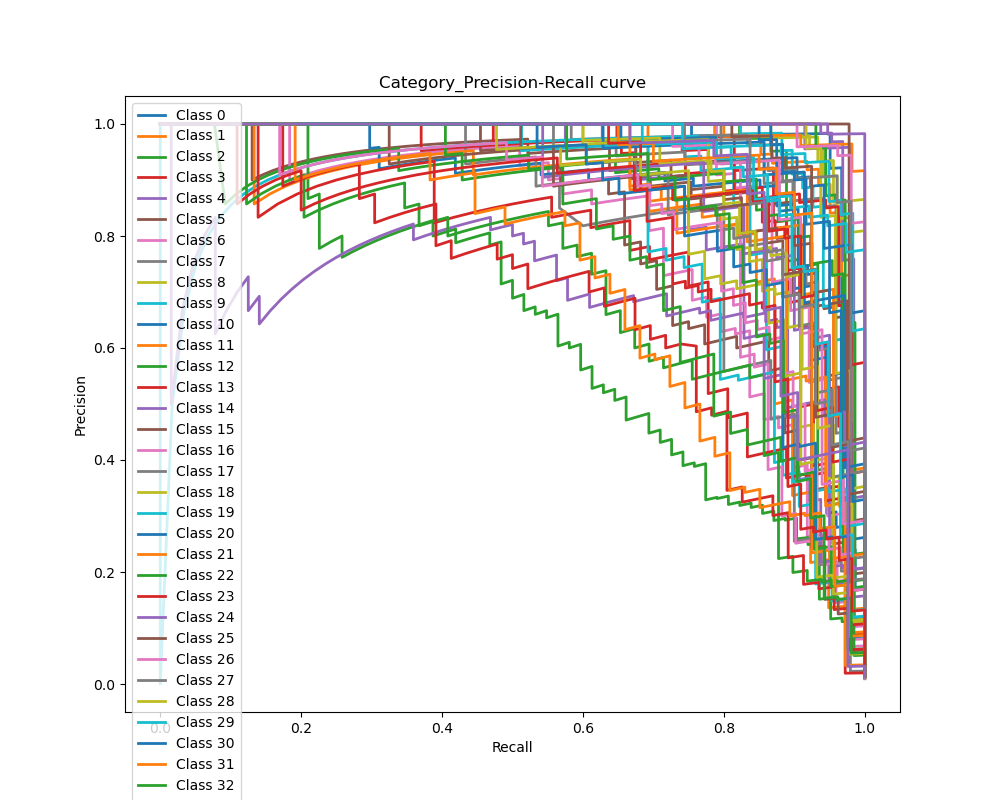 Category_Precision-Recall curve
Precision
1.0
0.8
0.6
0.4
0.2
0.0
Class 0
Class 1
Class 2
Class 3
Class 4
Class 5
Class 6
Class 7
Class 8
Class 9
Class 10
Class 11
Class 12
Class 13
Class 14
Class 15
Class 16
Class 17
Class 18
Class 19
Class 20
Class 21
Class 22
Class 23
Class 24
Class 25
Class 26
Class 27
Class 28
Class 29
Class 30
Class 31
Class 32
0.0 0.2 0.4 0.6 0.8 1.0
Recall